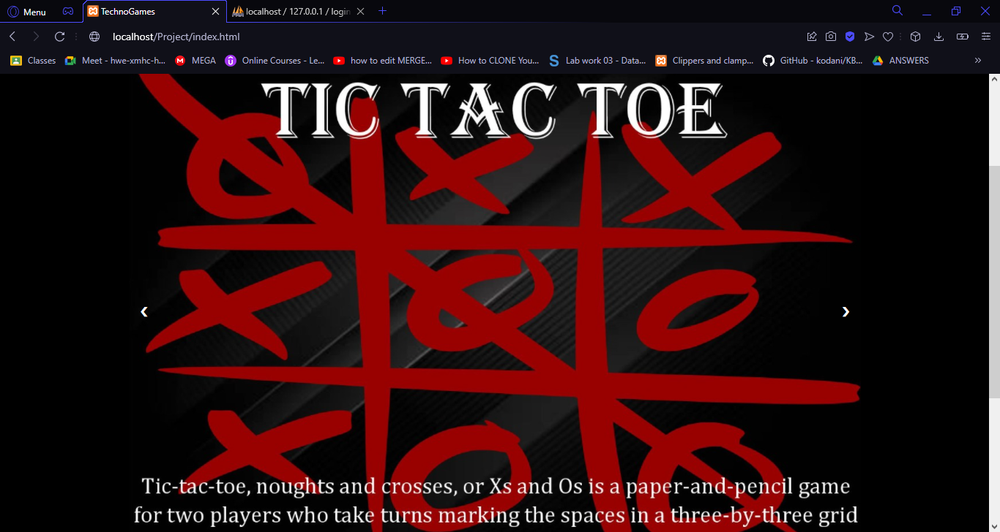 Menu
TechnoGames
localhost / 127.0.0.1 / login
localhost/Project/index.html
Classes
Meet - hwe-xmhc-h...
MEGA
Online Courses - Le...
how to edit MERGE...
How to CLONE You...
Lab work 03 - Data...
Clippers and clamp...
GitHub - kodani/KB...
ANSWERS
TIC TAC TOE
Tic-tac-toe, noughts and crosses, or Xs and Os is a paper-and-pencil game
for two players who take turns marking the spaces in a three-by-three grid